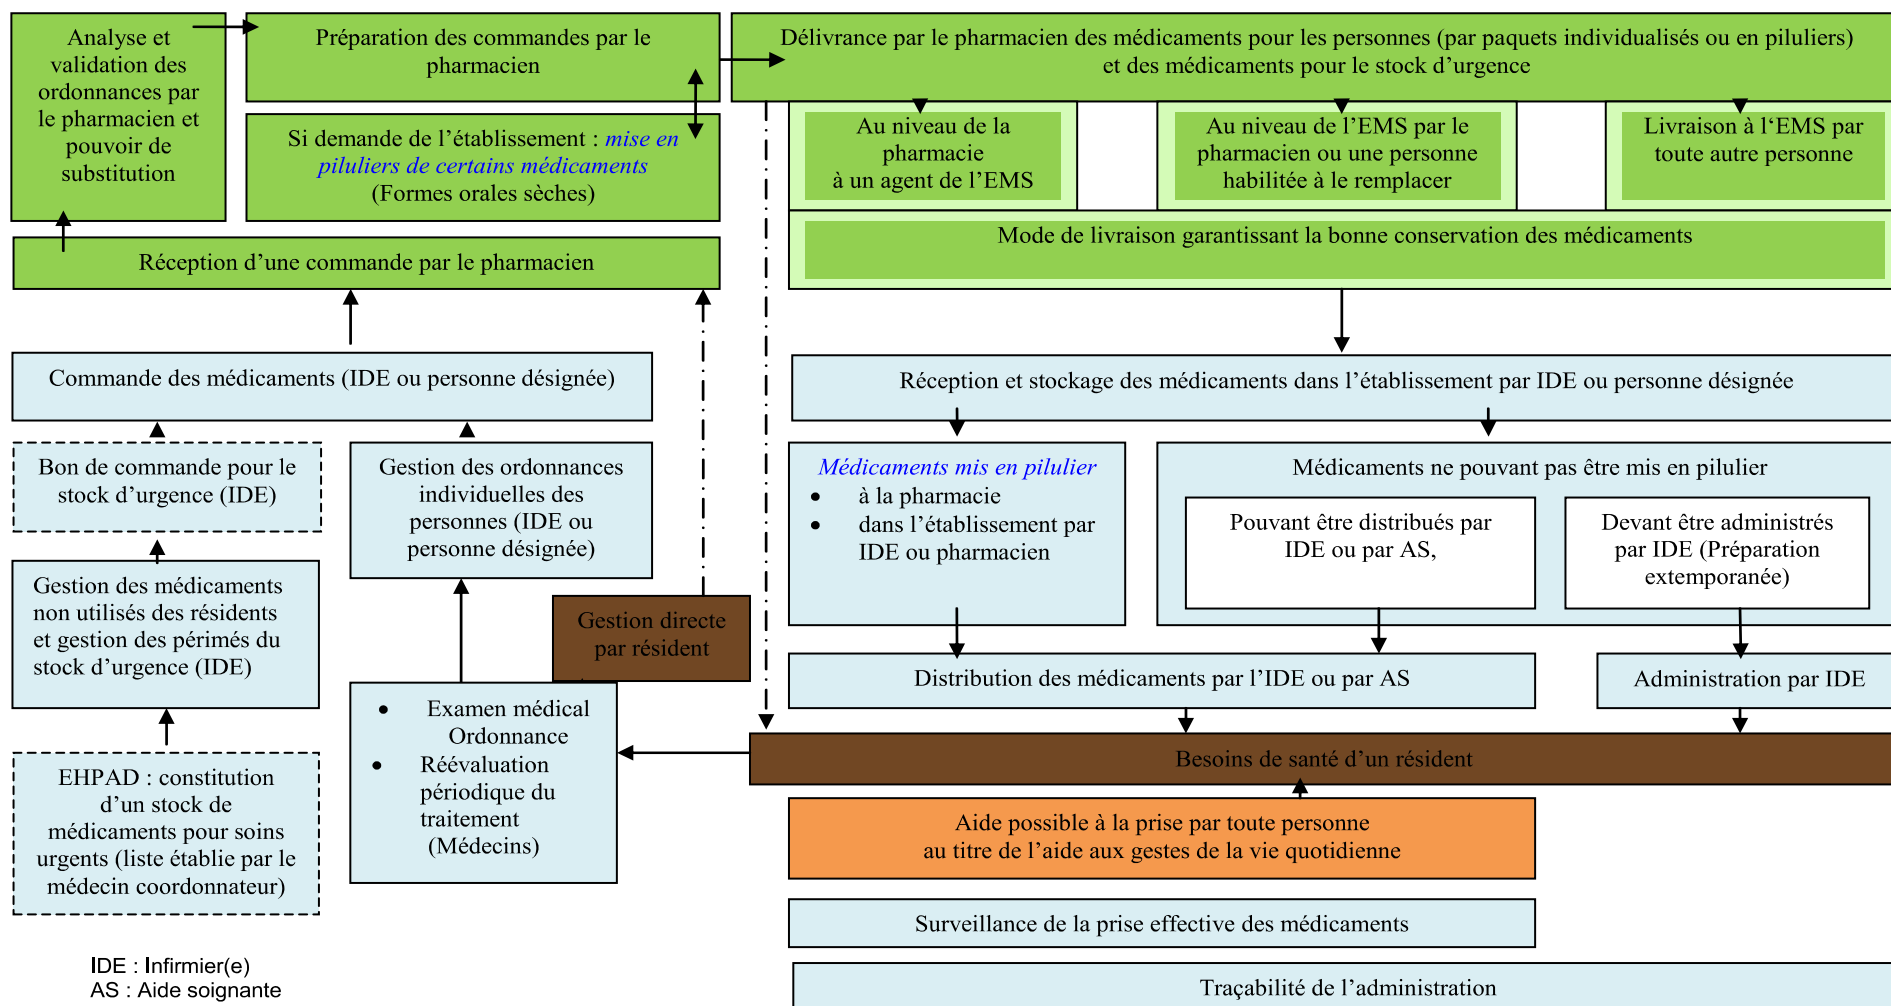 Analyse et
validation des
ordonnances par
le pharmacien et
pouvoir de
substitution
Préparation des commandes par le
pharmacien
Si demande de l’établissement : mise en
piluliers de certains médicaments
(Formes orales sèches)
Réception d’une commande par le pharmacien
Délivrance par le pharmacien des médicaments pour les personnes (par paquets individualisés ou en piluliers)
et des médicaments pour le stock d’urgence
Au niveau de la
pharmacie
à un agent de l’EMS
Au niveau de l’EMS par le
pharmacien ou une personne
habilitée à le remplacer
Livraison à l‘EMS par
toute autre personne
Mode de livraison garantissant la bonne conservation des médicaments
Commande des médicaments (IDE ou personne désignée)
Bon de commande pour le
stock d’urgence (IDE)
Gestion des ordonnances
individuelles des
personnes (IDE ou
personne désignée)
Gestion des médicaments
non utilisés des résidents
et gestion des périmés du
stock d’urgence (IDE)
Gestion directe
par résident
EHPAD : constitution
d’un stock de
médicaments pour soins
urgents (liste établie par le
médecin coordonnateur)
• Examen médical
Ordonnance
• Réévaluation
périodique du
traitement
(Médecins)
Réception et stockage des médicaments dans l’établissement par IDE ou personne désignée
Médicaments mis en pilulier
• à la pharmacie
• dans l’établissement par
IDE ou pharmacien
Médicaments ne pouvant pas être mis en pilulier
Pouvant être distribués par
IDE ou par AS,
Devant être administrés
par IDE (Préparation
extemporanée)
Distribution des médicaments par l’IDE ou par AS
Administration par IDE
Besoins de santé d’un résident
Aide possible à la prise par toute personne
au titre de l’aide aux gestes de la vie quotidienne
Surveillance de la prise effective des médicaments
Traçabilité de l’administration
IDE : Infirmier(e)
AS : Aide soignante